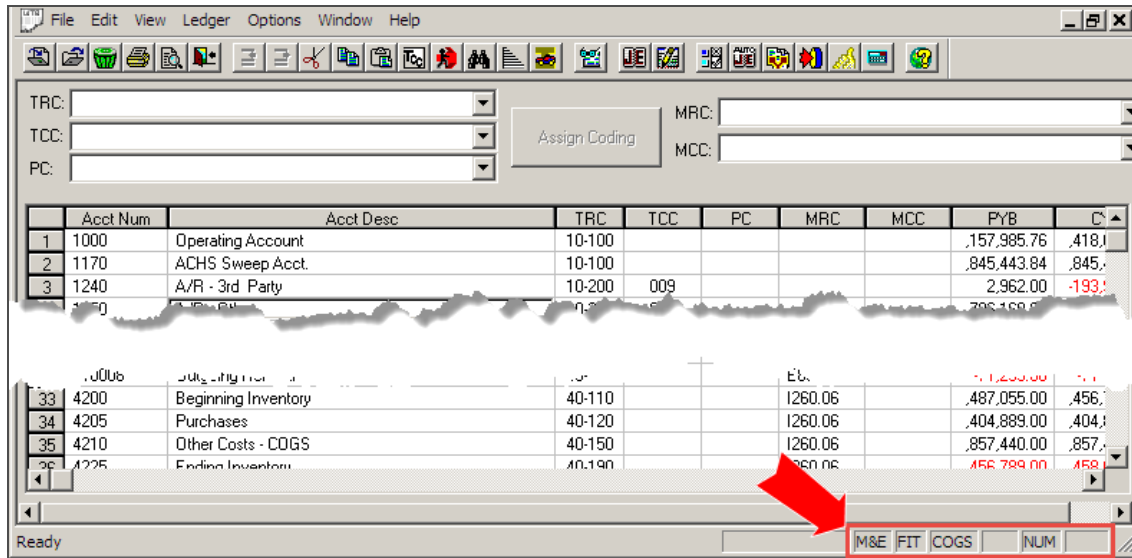 File Edit View Ledger Options Window Help
TRC:
TCC:
PC:
Assign Coding
MRC:
MCC:
Acct Num Acct Desc TRC TCC PC MRC MCC PYB
1 1000 Operating Account 10-100 ,157,985.76
2 1170 ACHS Sweep Acct. 10-100 ,845,443.84 ,845,
3 1240 A/R - 3rd Party 10-200 009 2,962.00 -193,
33 4200 Beginning Inventory 40-110 I260.06 ,487,055.00 ,456,
34 4205 Purchases 40-120 I260.06 ,404,889.00 ,404,
35 4210 Other Costs - COGS 40-150 I260.06 ,857,440.00 ,857,
4225 Ending Inventory 40-190
Ready M&E FIT COGS NUM